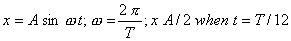 x = A sin ωt; ω = 2π/T; x A/2 when t = T/12